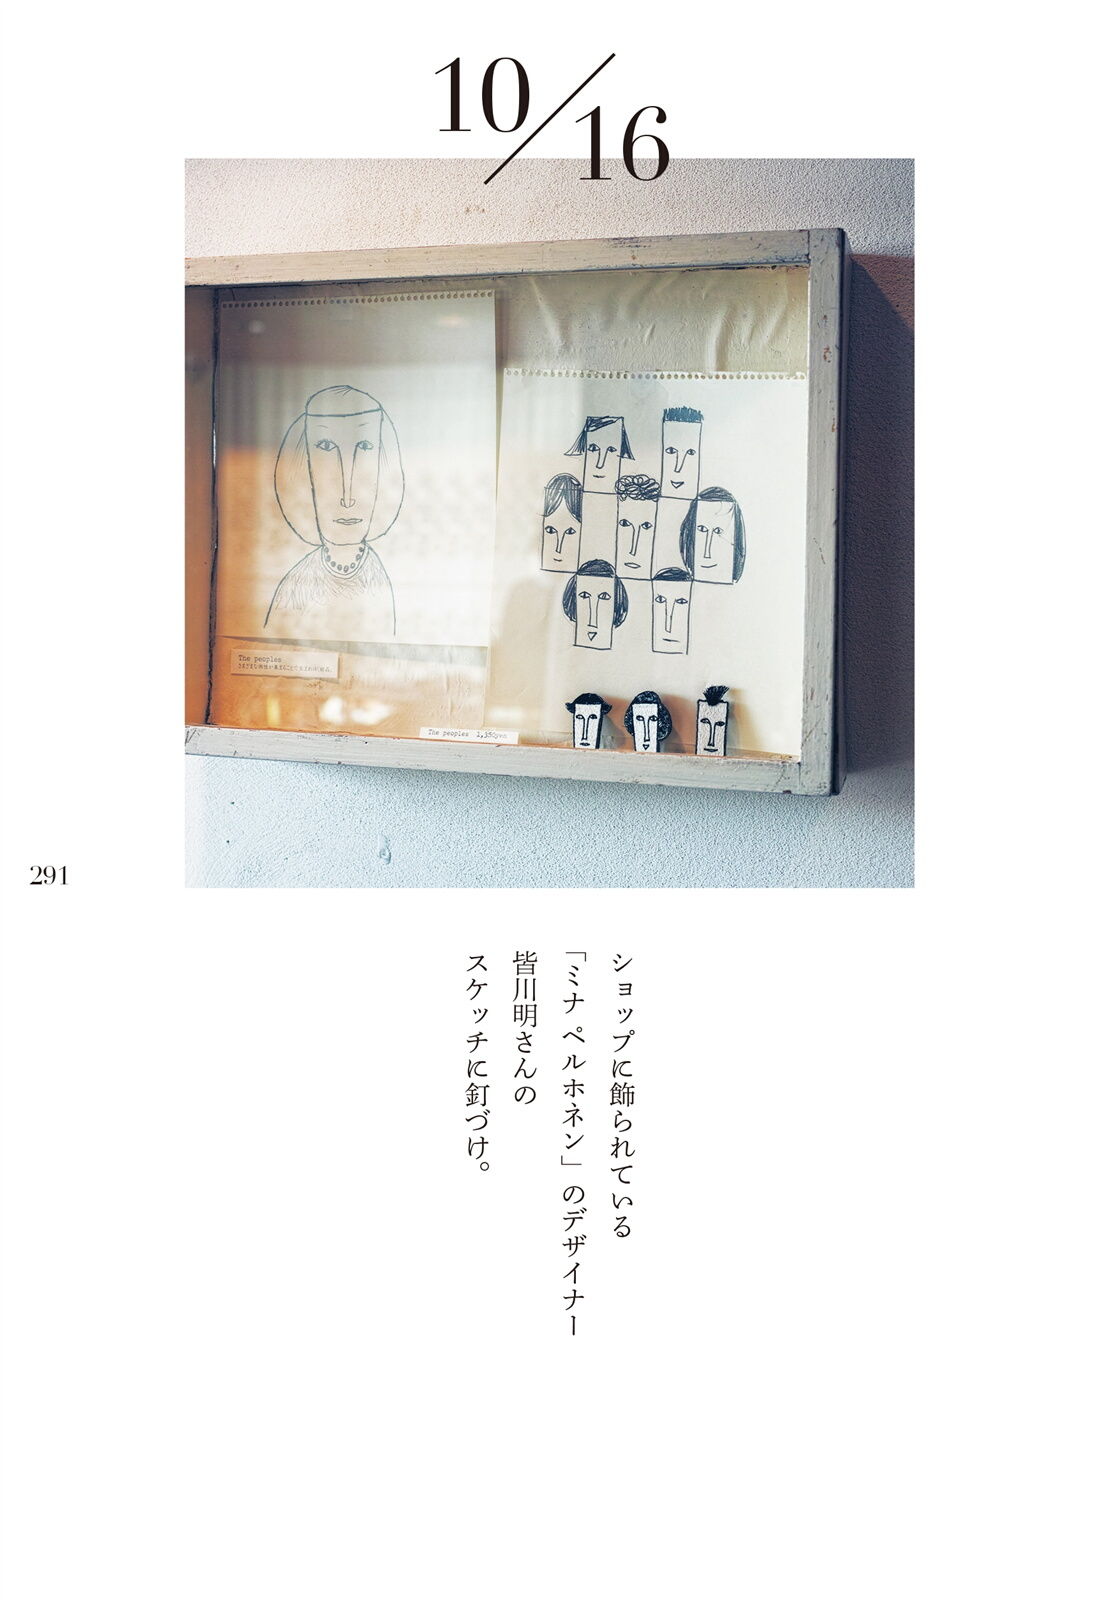 10/16
The peoples
The peoples 1,350yen
291
ショップに飾られている
「ミナ ペルホネン」のデザイナー
皆川明さんの
スケッチに釘づけ。